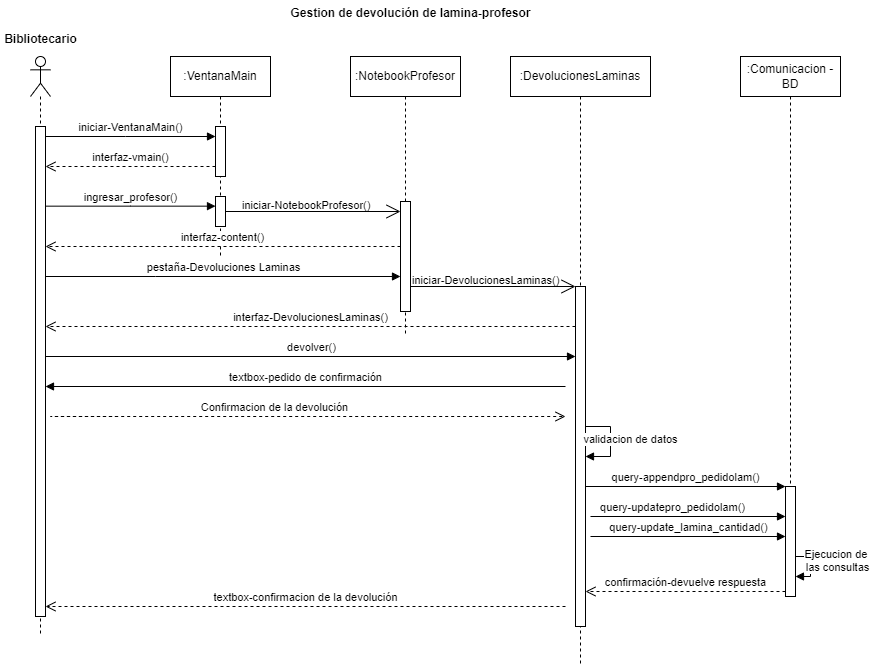 Gestion de devolución de lamina-profesor
Bibliotecario
:VentanaMain
:NotebookProfesor
:DevolucionesLaminas
:Comunicacion -
BD
iniciar-VentanaMain()
interfaz-vmain()
ingresar_profesor()
iniciar-NotebookProfesor()
interfaz-content()
pestaña-Devoluciones Laminas
iniciar-DevolucionesLaminas()
interfaz-DevolucionesLaminas()
devolver()
textbox-pedido de confirmación
Confirmacion de la devolución
validacion de datos
query-appendpro_pedidolam()
query-updatepro_pedidolam()
query-update_lamina_cantidad()
Ejecucion de
las consultas
confirmación-devuelve respuesta
textbox-confirmacion de la devolución